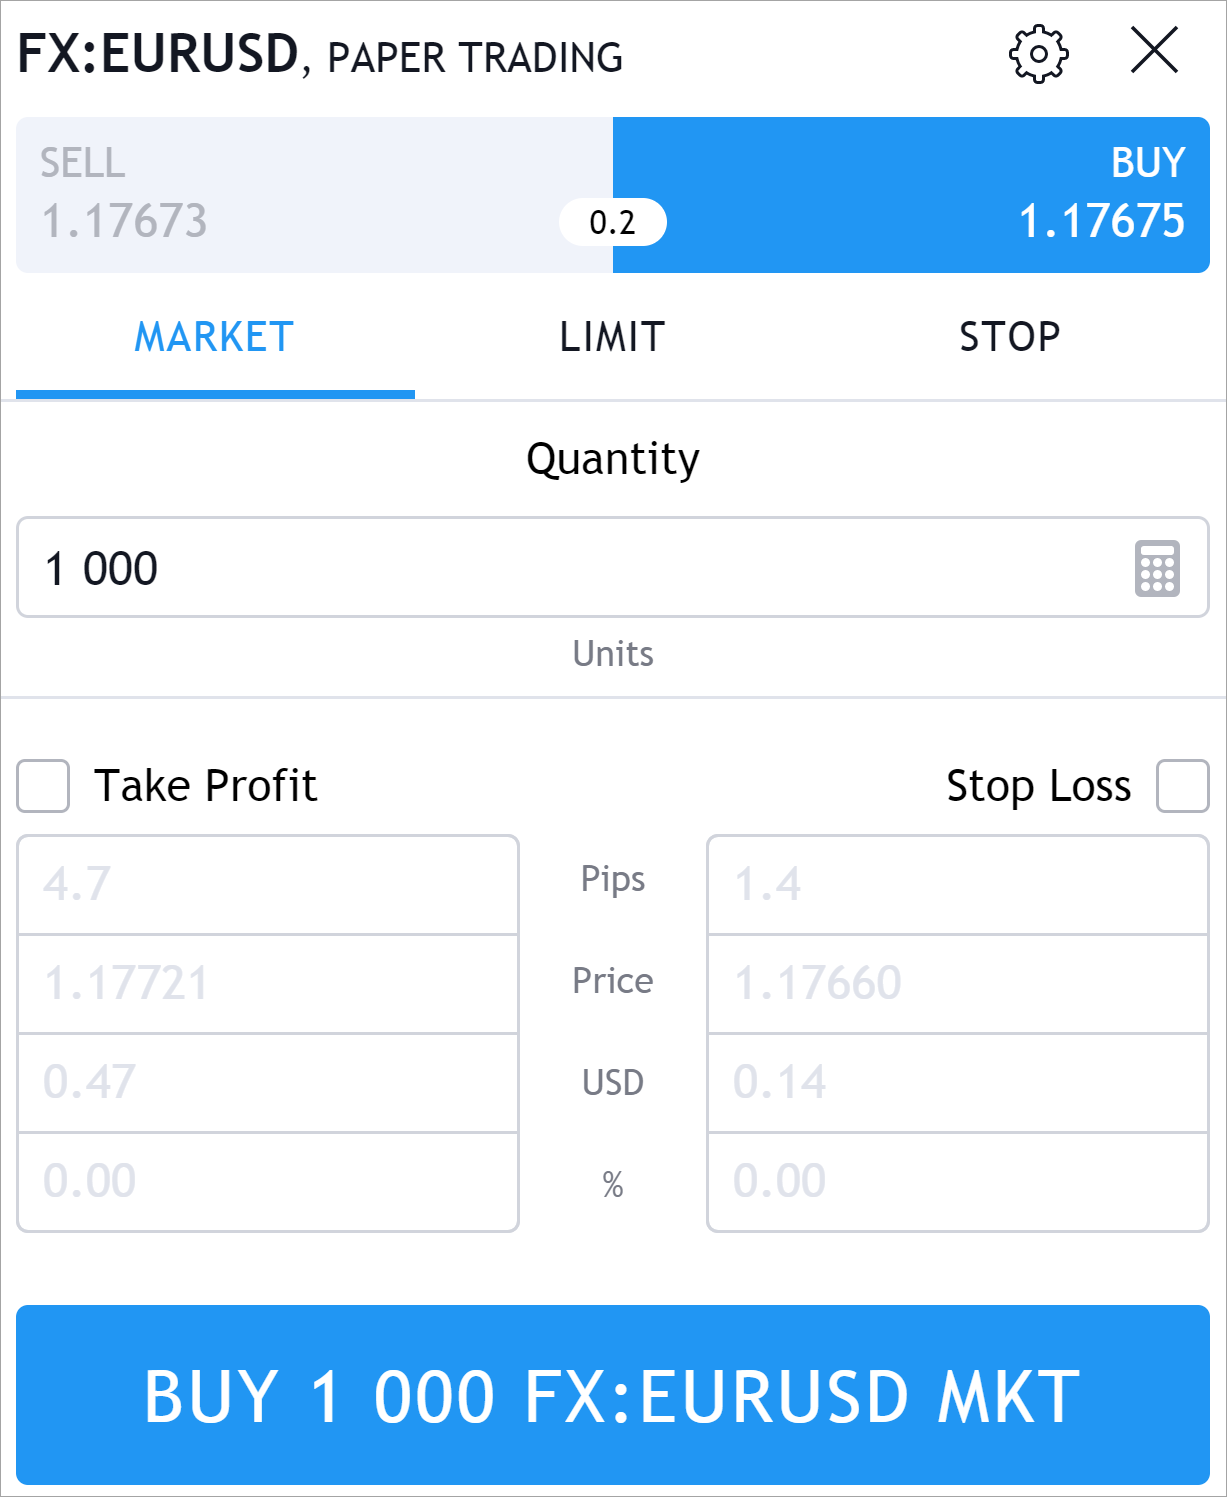 FX:EURUSD, PAPER TRADING
SELL
1.17673
0.2
BUY
1.17675
MARKET LIMIT STOP
Quantity
1 000
Units
Take Profit
Stop Loss
4.7 Pips 1.4
1.17721 Price 1.17660
0.47 USD 0.14
0.00 % 0.00
BUY 1 000 FX:EURUSD MKT